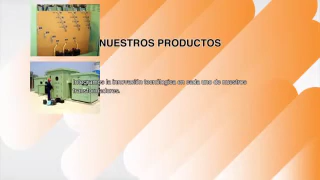 NUESTROS PRODUCTOS
Integramos la innovación tecnológica en cada uno de nuestros
transformadores.